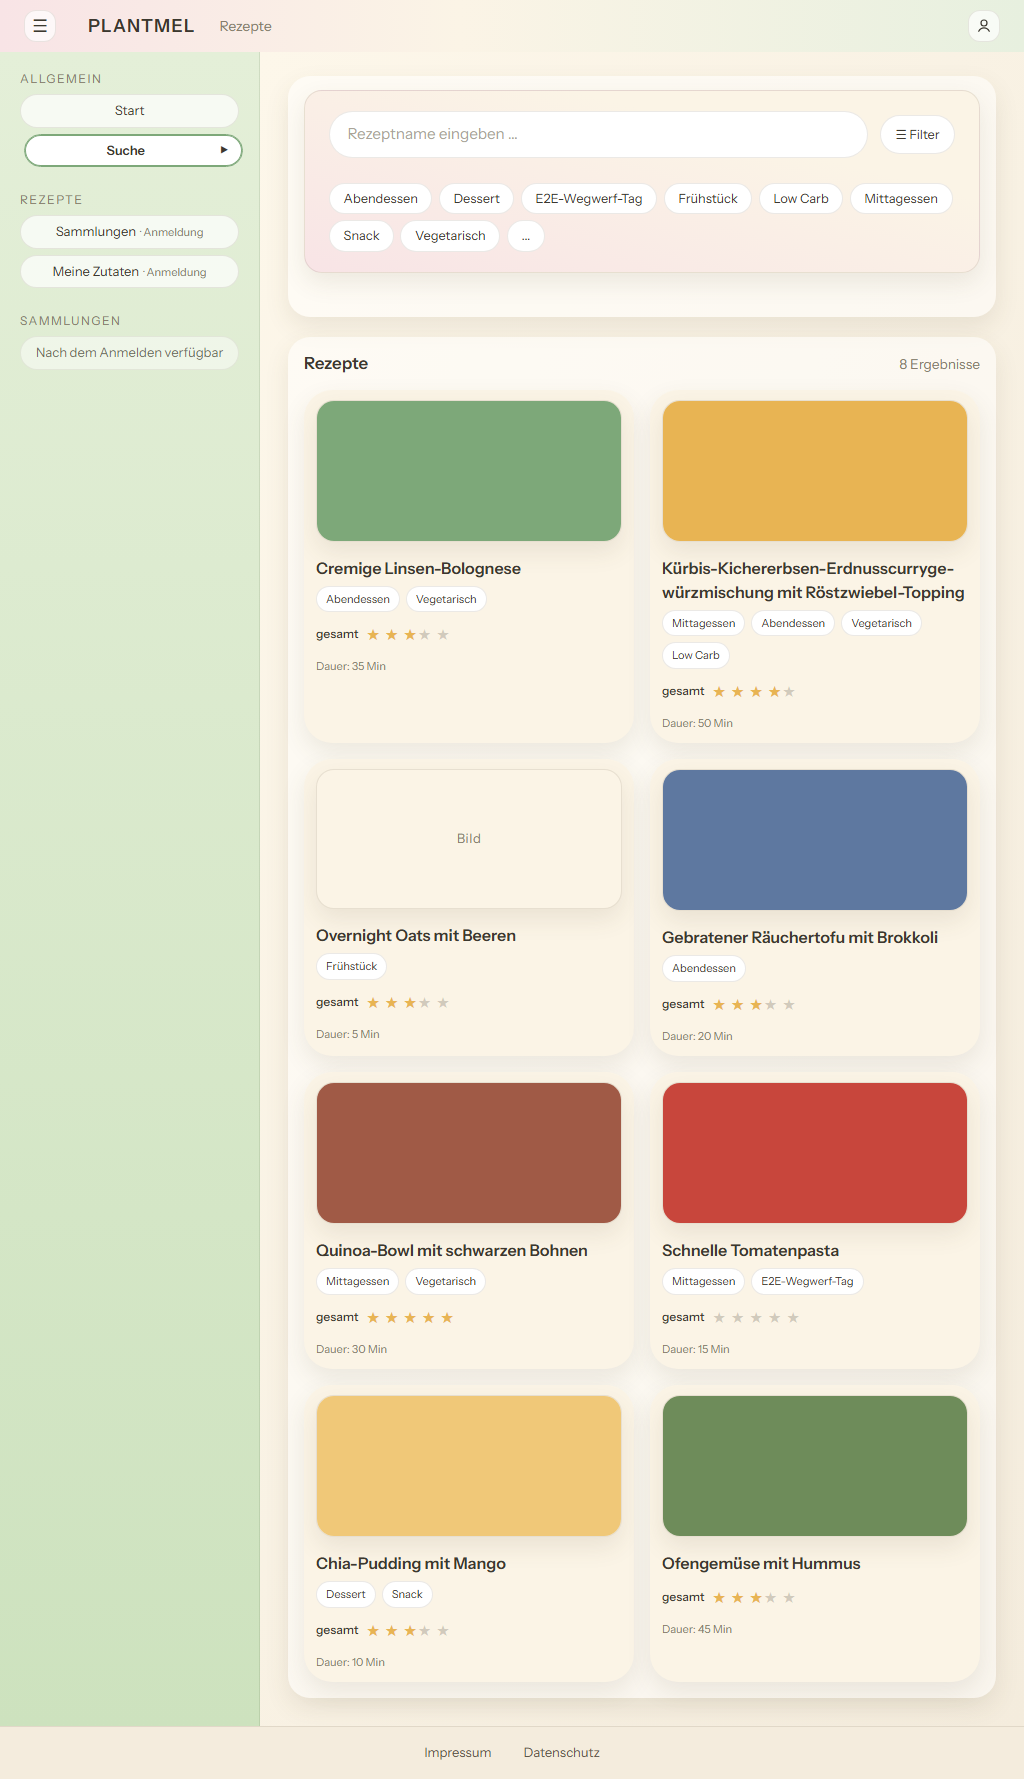 ☰ PLANTMEL Rezepte
ALLGEMEIN
Start
Suche ▶
REZEPTE
Sammlungen · Anmeldung
Meine Zutaten · Anmeldung
SAMMLUNGEN
Nach dem Anmelden verfügbar
Rezeptname eingeben ...
☰ Filter
Abendessen Dessert E2E-Wegwerf-Tag Frühstück Low Carb Mittagessen
Snack Vegetarisch ...
Rezepte
8 Ergebnisse
Cremige Linsen-Bolognese
Abendessen Vegetarisch
gesamt ★ ★ ★ ★ ★
Dauer: 35 Min
Kürbis-Kichererbsen-Erdnusscurryge-
würzmischung mit Röstzwiebel-Topping
Mittagessen Abendessen Vegetarisch
Low Carb
gesamt ★ ★ ★ ★ ★
Dauer: 50 Min
Bild
Overnight Oats mit Beeren
Frühstück
gesamt ★ ★ ★ ★ ★
Dauer: 5 Min
Gebratener Räuchertofu mit Brokkoli
Abendessen
gesamt ★ ★ ★ ★ ★
Dauer: 20 Min
Quinoa-Bowl mit schwarzen Bohnen
Mittagessen Vegetarisch
gesamt ★ ★ ★ ★ ★
Dauer: 30 Min
Schnelle Tomatenpasta
Mittagessen E2E-Wegwerf-Tag
gesamt ★ ★ ★ ★ ★
Dauer: 15 Min
Chia-Pudding mit Mango
Dessert Snack
gesamt ★ ★ ★ ★ ★
Dauer: 10 Min
Ofengemüse mit Hummus
gesamt ★ ★ ★ ★ ★
Dauer: 45 Min
Impressum Datenschutz